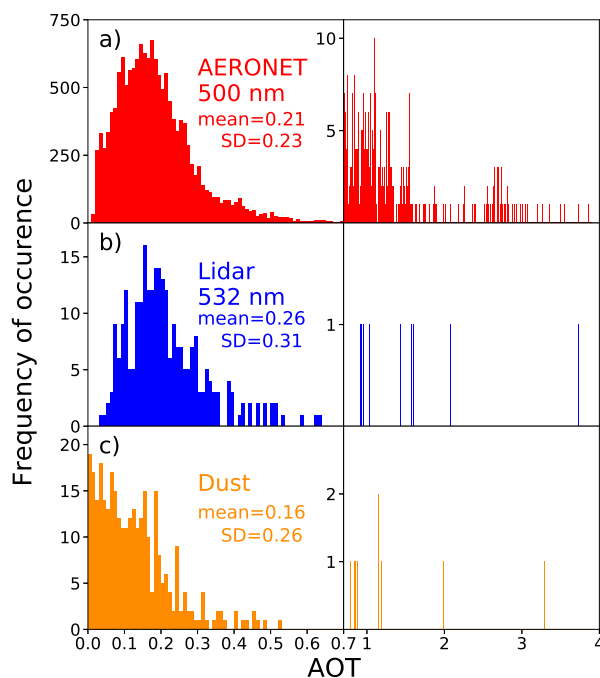 Frequency of occurence
750
500
250
0
a)
AERONET
500 nm
mean=0.21
SD=0.23
10
5
15
10
5
0
b)
Lidar
532 nm
mean=0.26
SD=0.31
1
20
15
10
5
0
c)
Dust
mean=0.16
SD=0.26
2
1
0.0 0.1 0.2 0.3 0.4 0.5 0.6 0.7 1 2 3 4
AOT